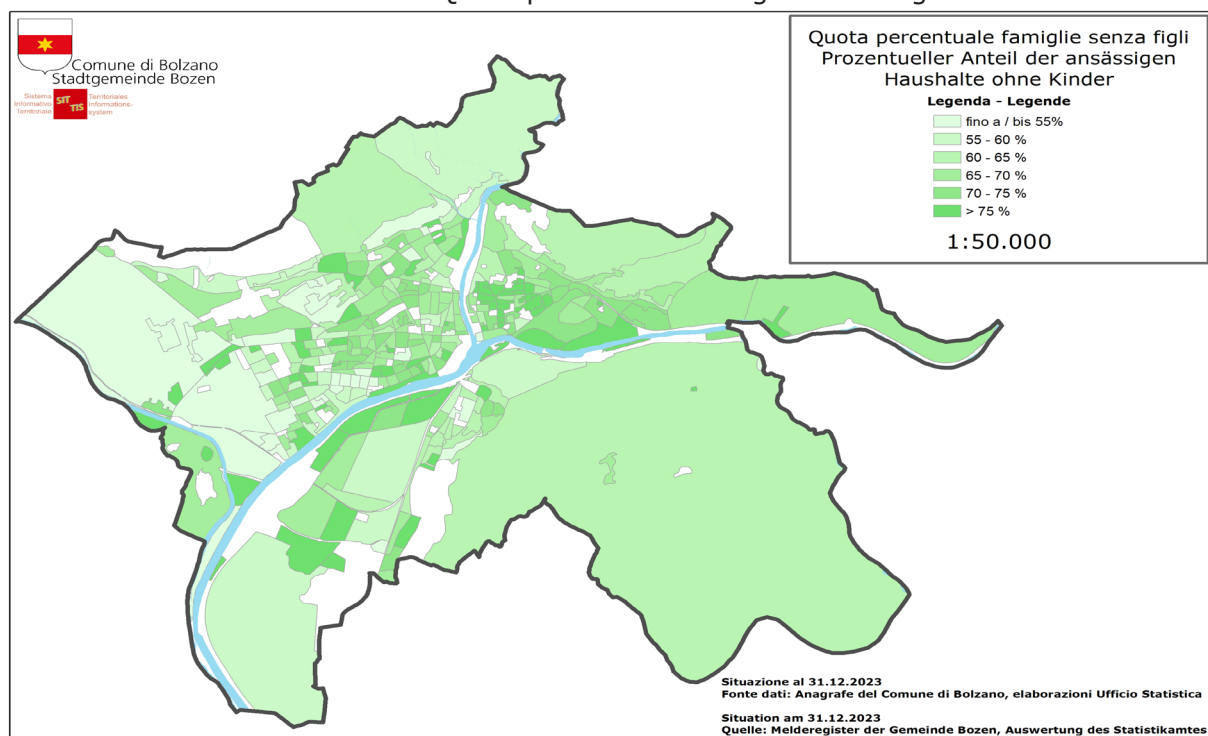 Comune di Bolzano
Stadtgemeinde Bozen
Sistema
Informativo
Territoriale
SIT
TIS
Territoriales
Informations-
system
Quota percentuale famiglie senza figli
Prozentueller Anteil der ansässigen
Haushalte ohne Kinder
Legenda - Legende
fino a / bis 55%
55 - 60 %
60 - 65 %
65 - 70 %
70 - 75 %
> 75 %
1:50.000
Situazione al 31.12.2023
Fonte dati: Anagrafe del Comune di Bolzano, elaborazioni Ufficio Statistica
Situation am 31.12.2023
Quelle: Melderegister der Gemeinde Bozen, Auswertung des Statistikamtes